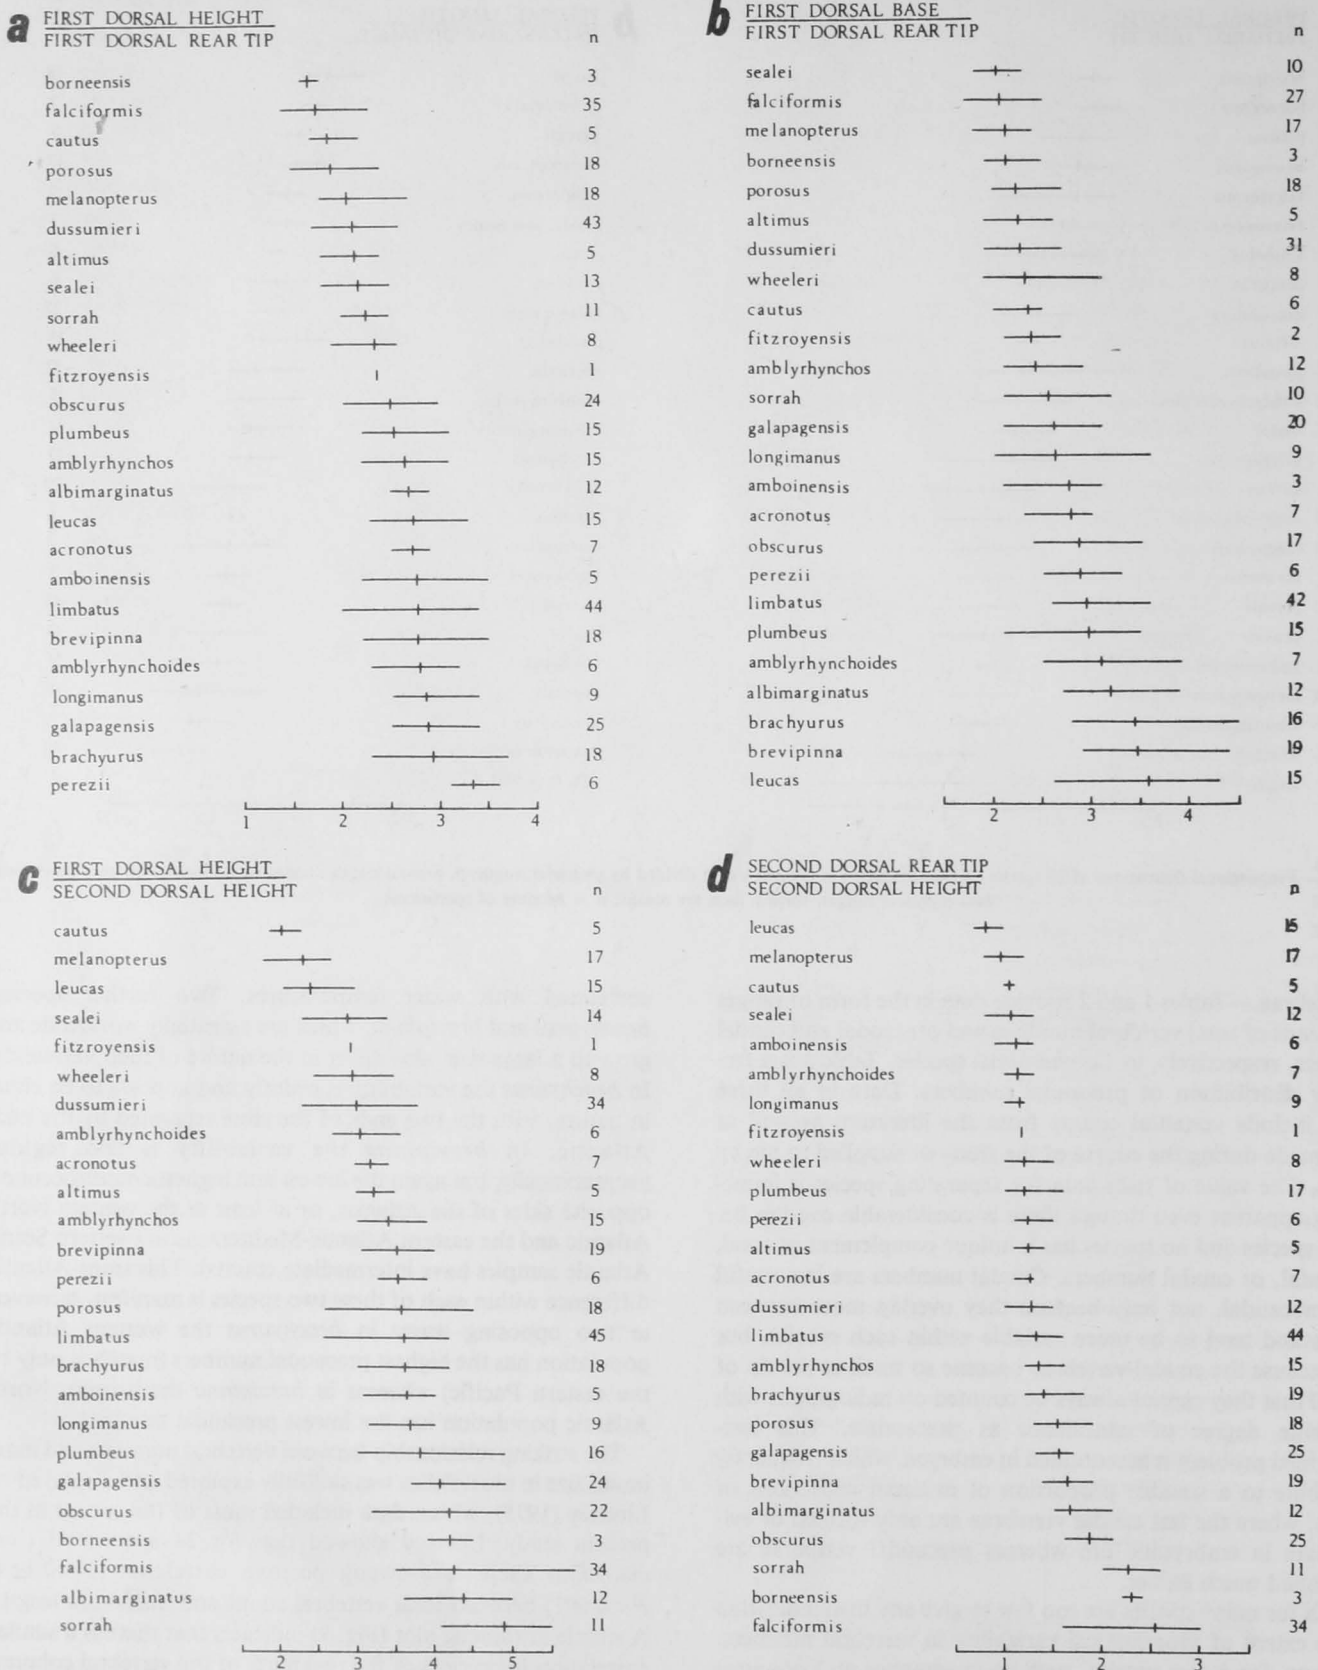 a FIRST DORSAL HEIGHT
FIRST DORSAL REAR TIP n
borneensis 3
falciformis 35
cautus 5
porosus 18
melanopterus 18
dussumieri 43
altimus 5
sealei 13
sorrah 11
wheeleri 8
fitzroyensis 1
obscurus 24
plumbeus 15
amblyrhynchos 15
albimarginatus 12
leucas 15
acronotus 7
amboinensis 5
limbatus 44
brevipinna 18
amblyrhynchoides 6
longimanus 9
galapagensis 25
brachyurus 18
perezii 6
1 2 3 4
b FIRST DORSAL BASE
FIRST DORSAL REAR TIP n
sealei 10
falciformis 27
melanopterus 17
borneensis 3
porosus 18
altimus 5
dussumieri 31
wheeleri 8
cautus 6
fitzroyensis 2
amblyrhynchos 12
sorrah 10
galapagensis 20
longimanus 9
amboinensis 3
acronotus 7
obscurus 17
perezii 6
limbatus 42
plumbeus 15
amblyrhynchoides 7
albimarginatus 12
brachyurus 16
brevipinna 19
leucas 15
2 3 4
c FIRST DORSAL HEIGHT
SECOND DORSAL HEIGHT n
cautus 5
melanopterus 17
leucas 15
sealei 14
fitzroyensis 1
wheeleri 8
dussumieri 34
amblyrhynchoides 6
acronotus 7
altimus 5
amblyrhynchos 15
brevipinna 19
perezii 6
porosus 18
limbatus 45
brachyurus 18
amboinensis 5
longimanus 9
plumbeus 16
galapagensis 24
obscurus 22
borneensis 3
falciformis 34
albimarginatus 12
sorrah 11
2 3 4 5
d SECOND DORSAL REAR TIP
SECOND DORSAL HEIGHT n
leucas
melanopterus 17
cautus 5
sealei 12
amboinensis 6
amblyrhynchoides 7
longimanus 9
fitzroyensis 1
wheeleri 8
plumbeus 17
perezii 6
altimus 5
acronotus 7
dussumieri 12
limbatus 44
amblyrhynchos 15
brachyurus 19
porosus 18
galapagensis 25
brevipinna 19
albimarginatus 12
obscurus 25
sorrah 11
borneensis 3
falciformis 34
1 2 3